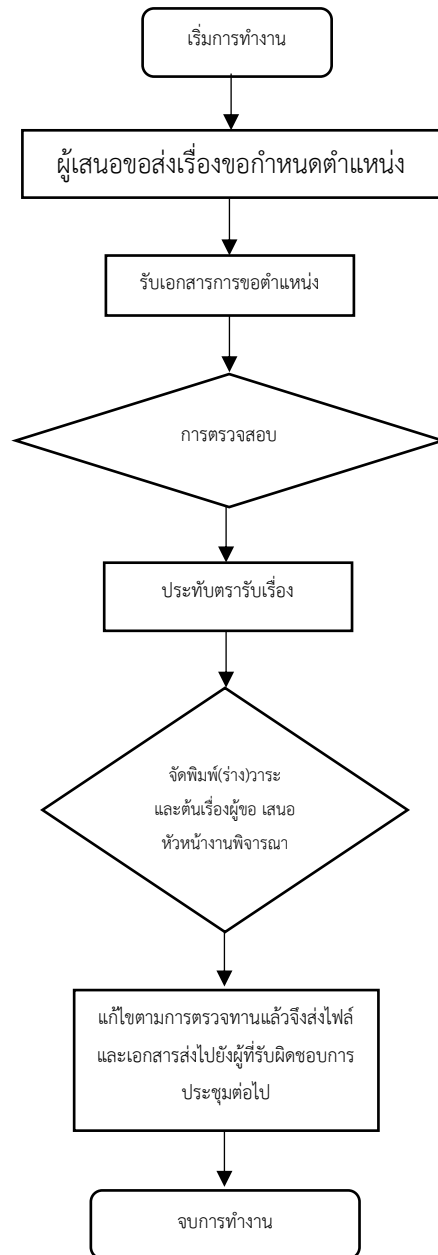 เริ่มการทำงาน
ผู้เสนอขอส่งเรื่องขอกำหนดตำแหน่ง
รับเอกสารการขอตำแหน่ง
การตรวจสอบ
ประทับตรารับเรื่อง
จัดพิมพ์(ร่าง)วาระ
และต้นเรื่องผู้ขอ เสนอ
หัวหน้างานพิจารณา
แก้ไขตามการตรวจทานแล้วจึงส่งไฟล์
และเอกสารส่งไปยังผู้ที่รับผิดชอบการ
ประชุมต่อไป
จบการทำงาน